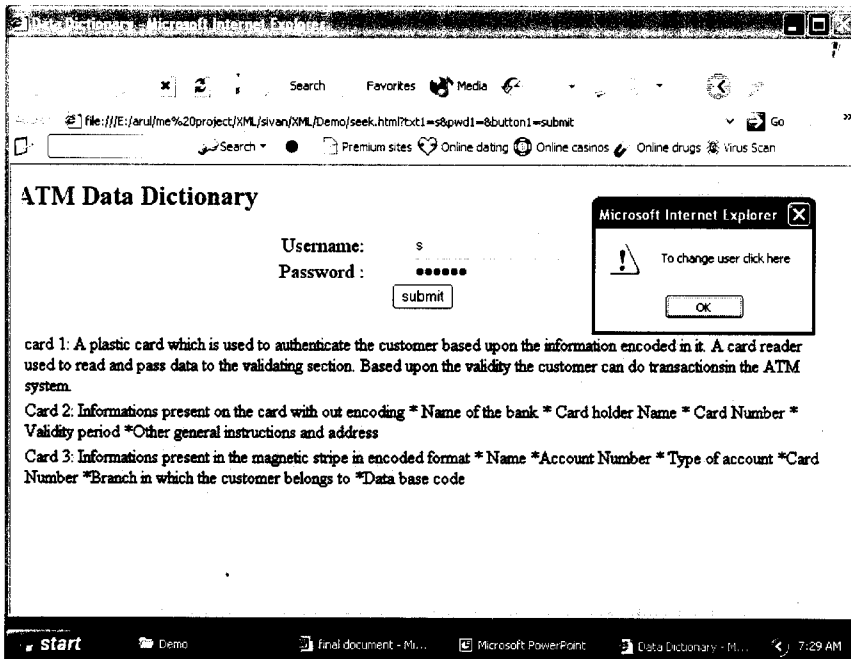 Data Dictionary - Microsoft Internet Explorer
Search Favorites Media
file:///E:/arul/me%20project/XML/sivan/XML/Demo/seek.html?txt1=s&pwd1=&button1=submit Go »
Search Premium sites Online dating Online casinos Online drugs Virus Scan
ATM Data Dictionary
Microsoft Internet Explorer
To change user click here
OK
Username: s
Password : ●●●●●●
submit
card 1: A plastic card which is used to authenticate the customer based upon the information encoded in it. A card reader
used to read and pass data to the validating section. Based upon the validity the customer can do transactionsin the ATM
system.
Card 2: Informations present on the card with out encoding * Name of the bank * Card holder Name * Card Number *
Validity period *Other general instructions and address
Card 3: Informations present in the magnetic stripe in encoded format * Name *Account Number * Type of account *Card
Number *Branch in which the customer belongs to *Data base code
start Demo final document - Mi... Microsoft PowerPoint Data Dictionary - M... 7:29 AM